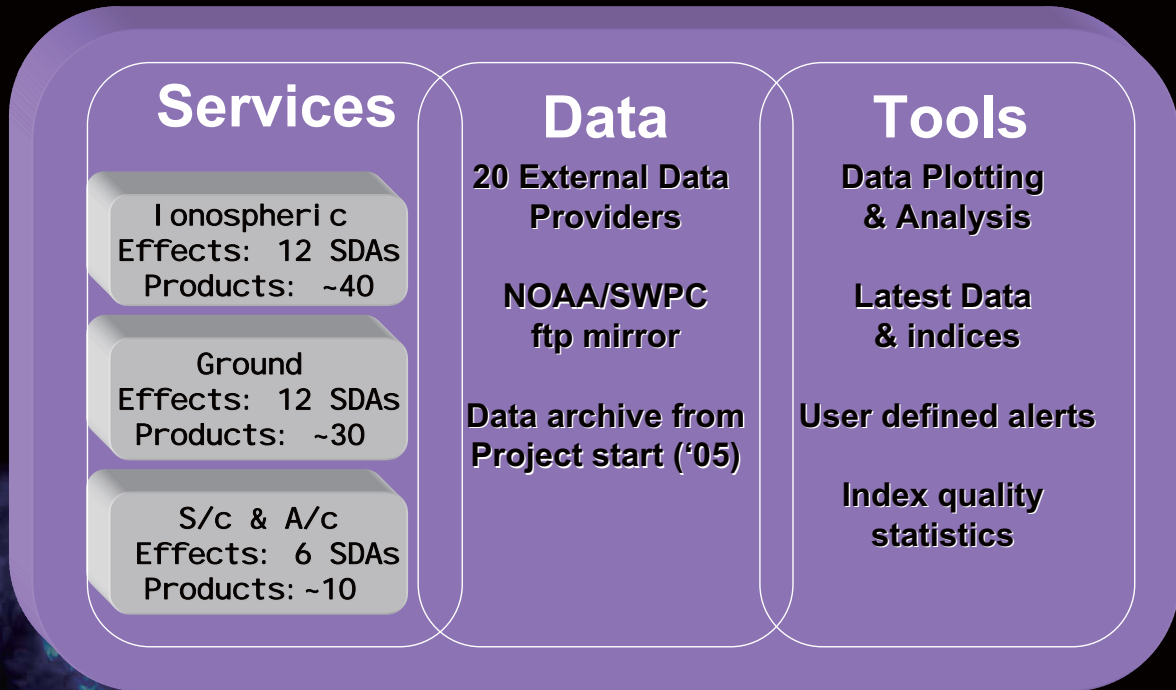 Services
Ionospheric
Effects: 12 SDAs
Products: ~40
Ground
Effects: 12 SDAs
Products: ~30
S/c & A/c
Effects: 6 SDAs
Products: ~10
Data
20 External Data
Providers
NOAA/SWPC
ftp mirror
Data archive from
Project start (‘05)
Tools
Data Plotting
& Analysis
Latest Data
& indices
User defined alerts
Index quality
statistics